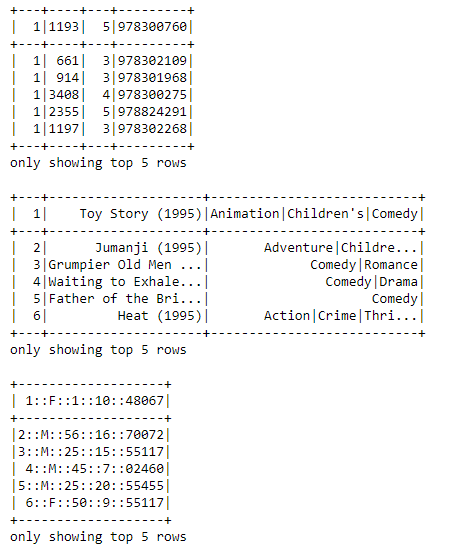 +---+----+---+---------+
|  1|1193|  5|978300760|
+---+----+---+---------+
|  1| 661|  3|978302109|
|  1| 914|  3|978301968|
|  1|3408|  4|978300275|
|  1|2355|  5|978824291|
|  1|1197|  3|978302268|
+---+----+---+---------+
only showing top 5 rows
+---+--------------------+---------------------------+
|  1|    Toy Story (1995)|Animation|Children's|Comedy|
+---+--------------------+---------------------------+
|  2|      Jumanji (1995)|       Adventure|Childre...|
|  3|Grumpier Old Men ...|             Comedy|Romance|
|  4|Waiting to Exhale...|               Comedy|Drama|
|  5|Father of the Bri...|                     Comedy|
|  6|         Heat (1995)|       Action|Crime|Thri...|
+---+--------------------+---------------------------+
only showing top 5 rows
+-------------------+
| 1::F::1::10::48067|
+-------------------+
|2::M::56::16::70072|
|3::M::25::15::55117|
| 4::M::45::7::02460|
|5::M::25::20::55455|
| 6::F::50::9::55117|
+-------------------+
only showing top 5 rows